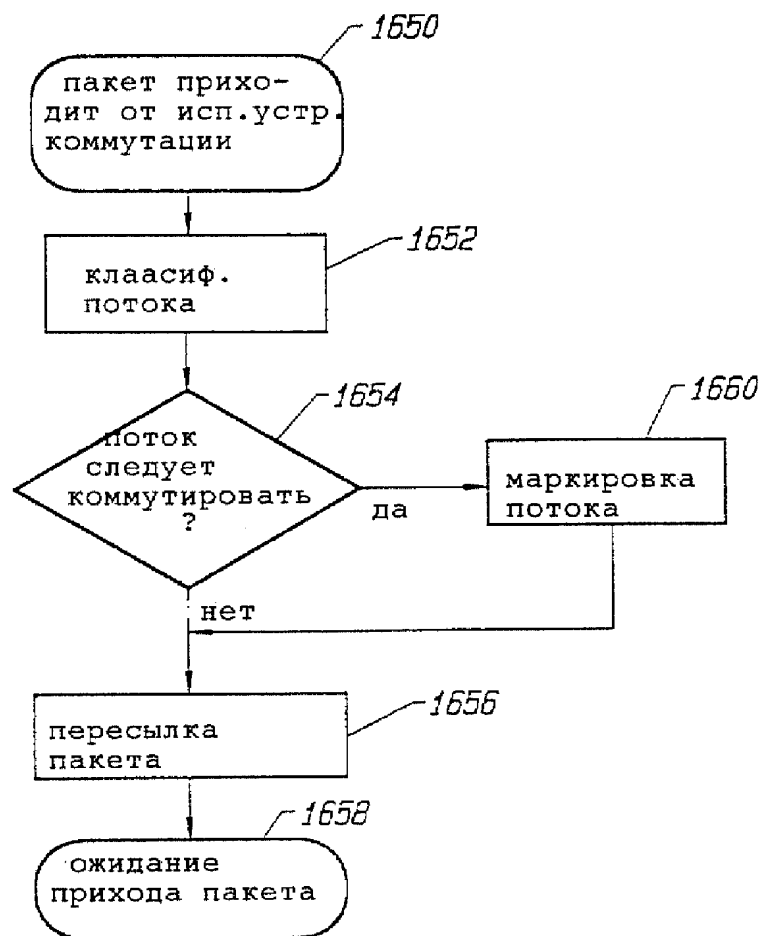 1650
пакет прихо-
дит от исп.устр.
коммутации
1652
клаасиф.
потока
1654
поток
следует
коммутировать
?
да
1660
маркировка
потока
нет
1656
пересылка
пакета
1658
ожидание
прихода пакета